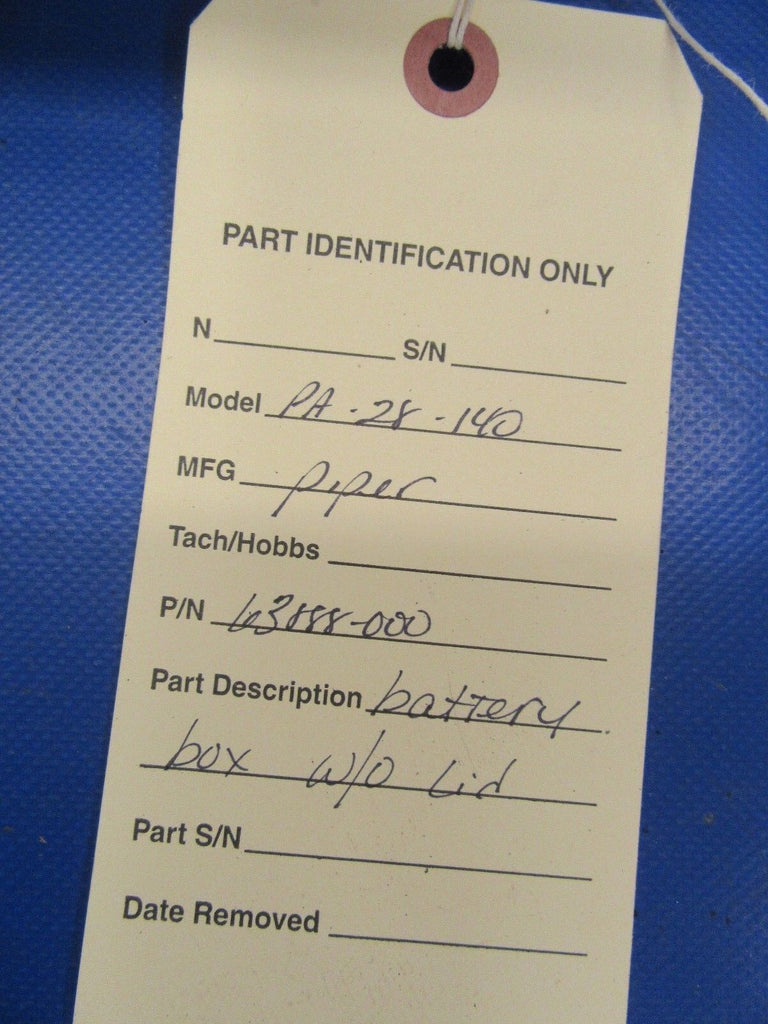 PART IDENTIFICATION ONLY
N S/N
Model PA-28-140
MFG piper
Tach/Hobbs
P/N 63888-000
Part Description battery
box w/o Lid
Part S/N
Date Removed